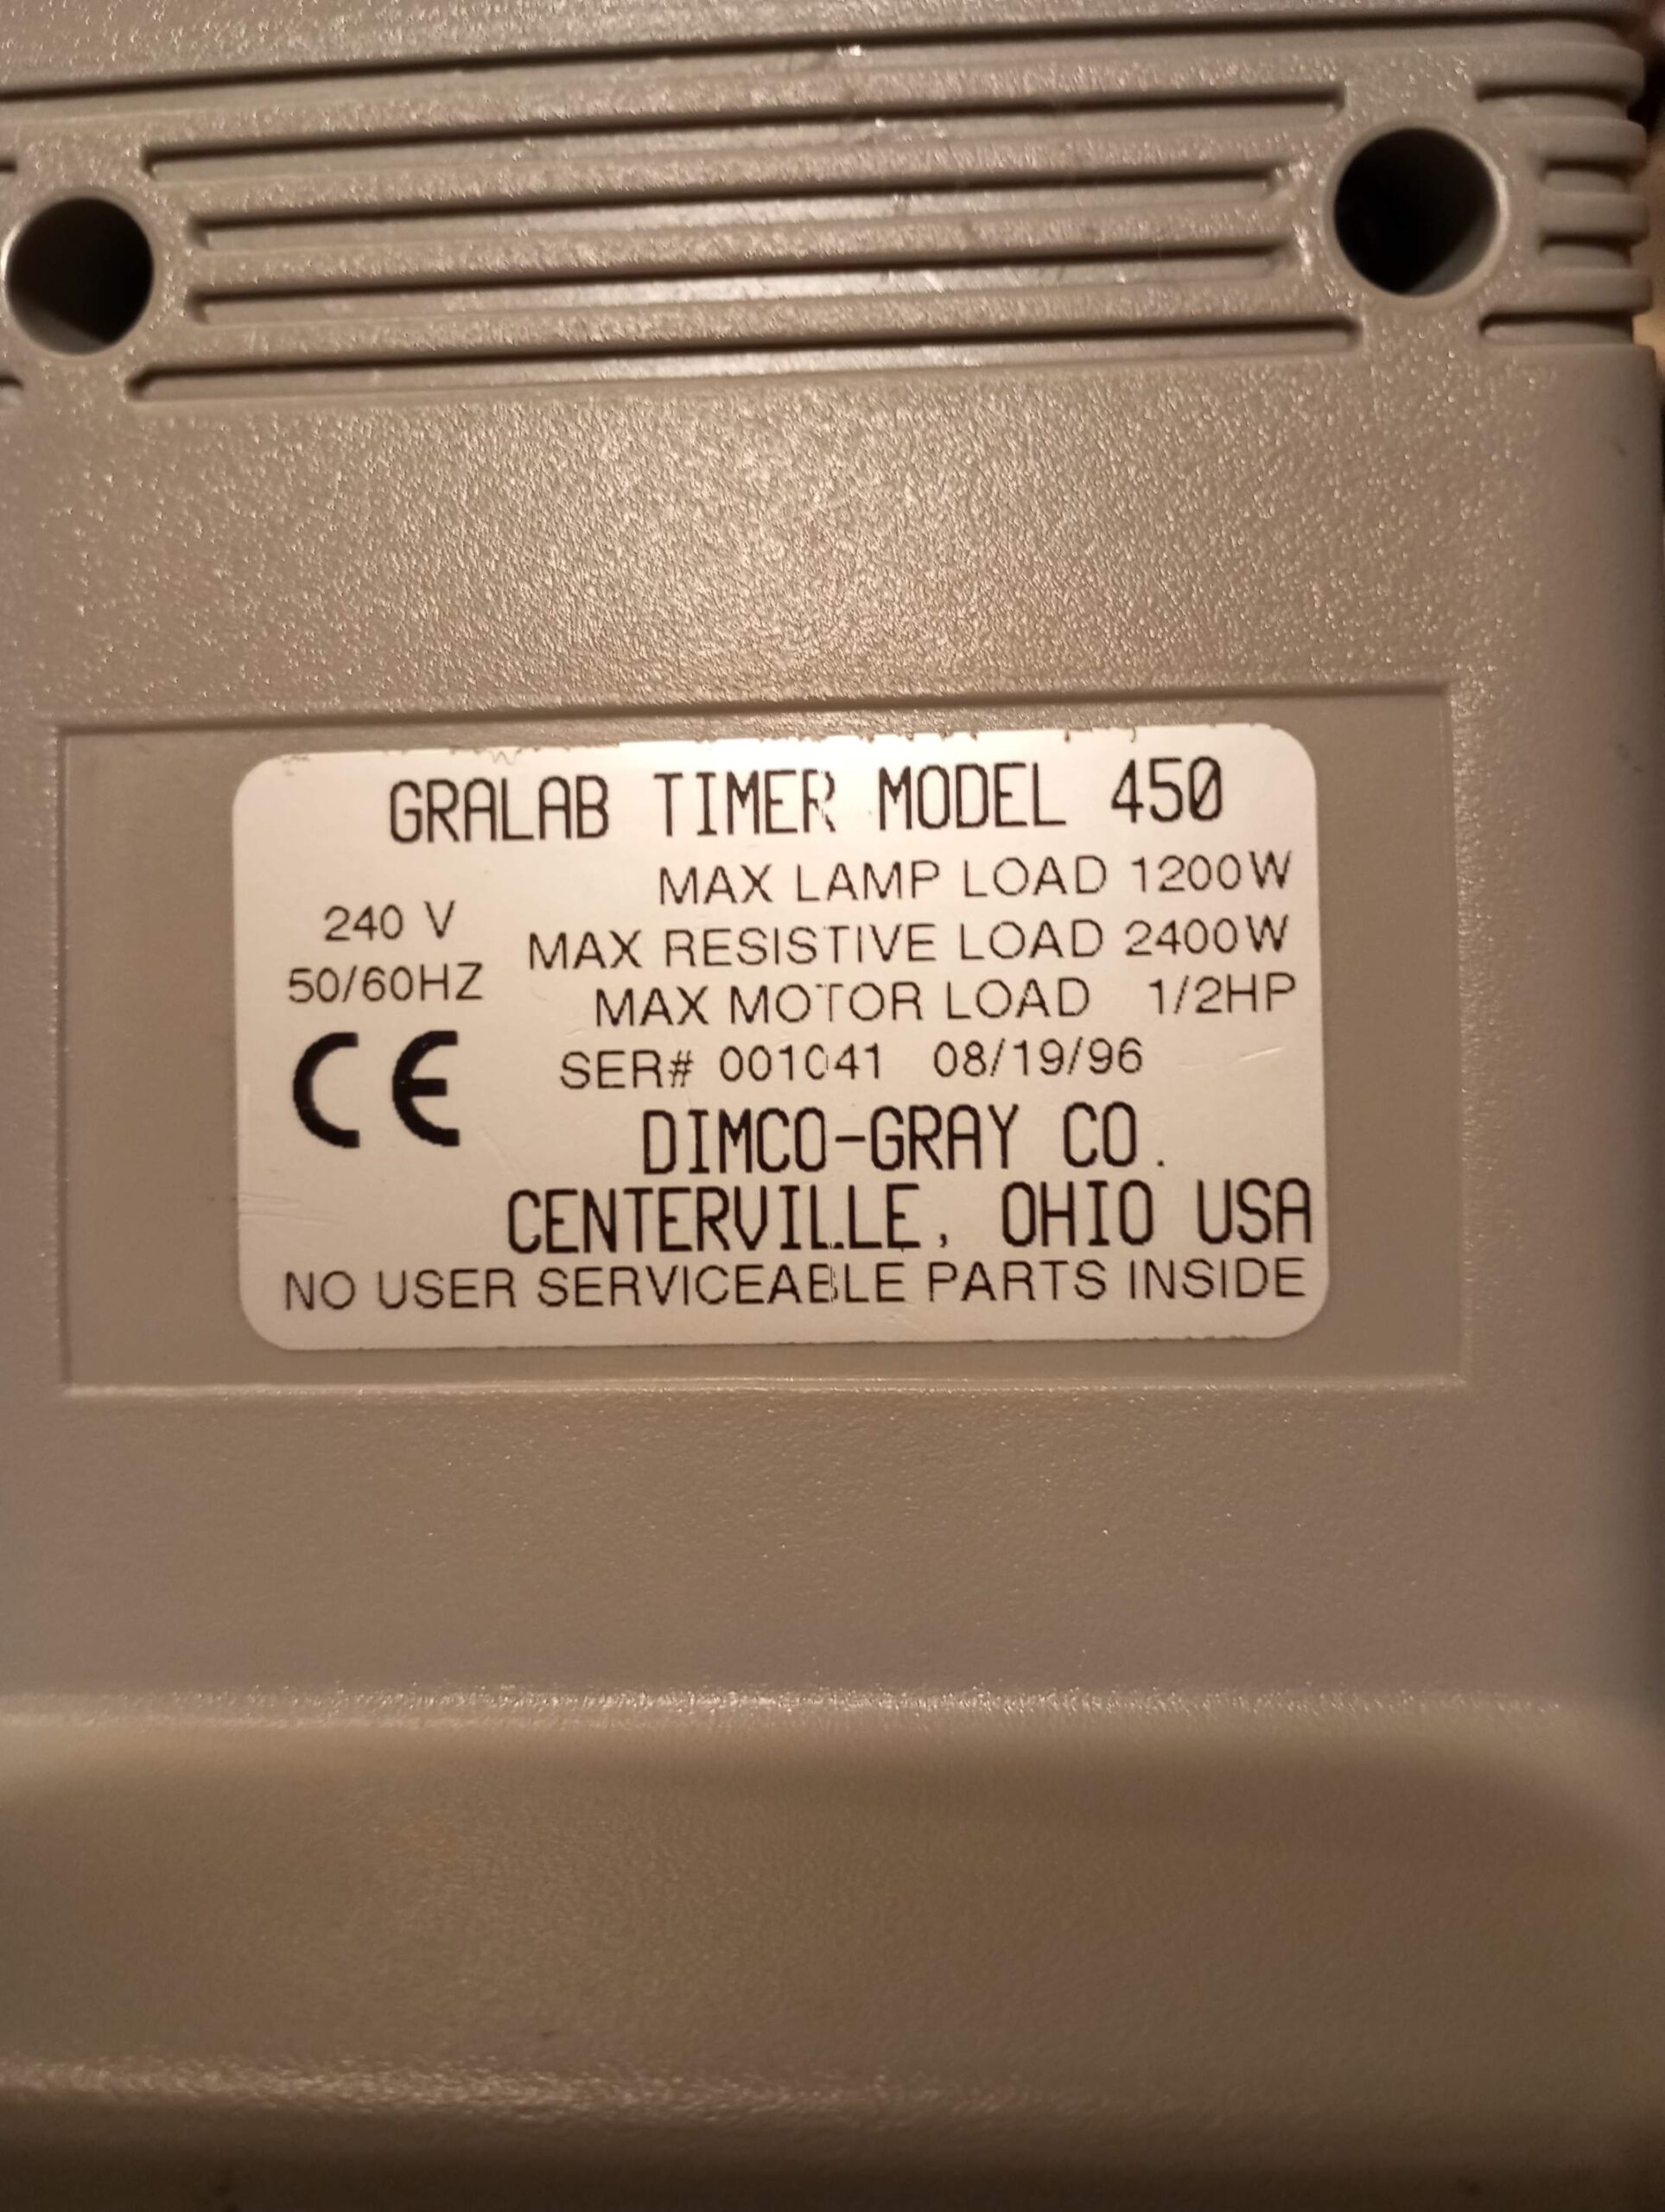 GRALAB TIMER MODEL 450
MAX LAMP LOAD 1200W
240 V
MAX RESISTIVE LOAD 2400W
50/60HZ
MAX MOTOR LOAD 1/2HP
CE
SER# 001041 08/19/96
DIMCO-GRAY CO.
CENTERVILLE, OHIO USA
NO USER SERVICEABLE PARTS INSIDE